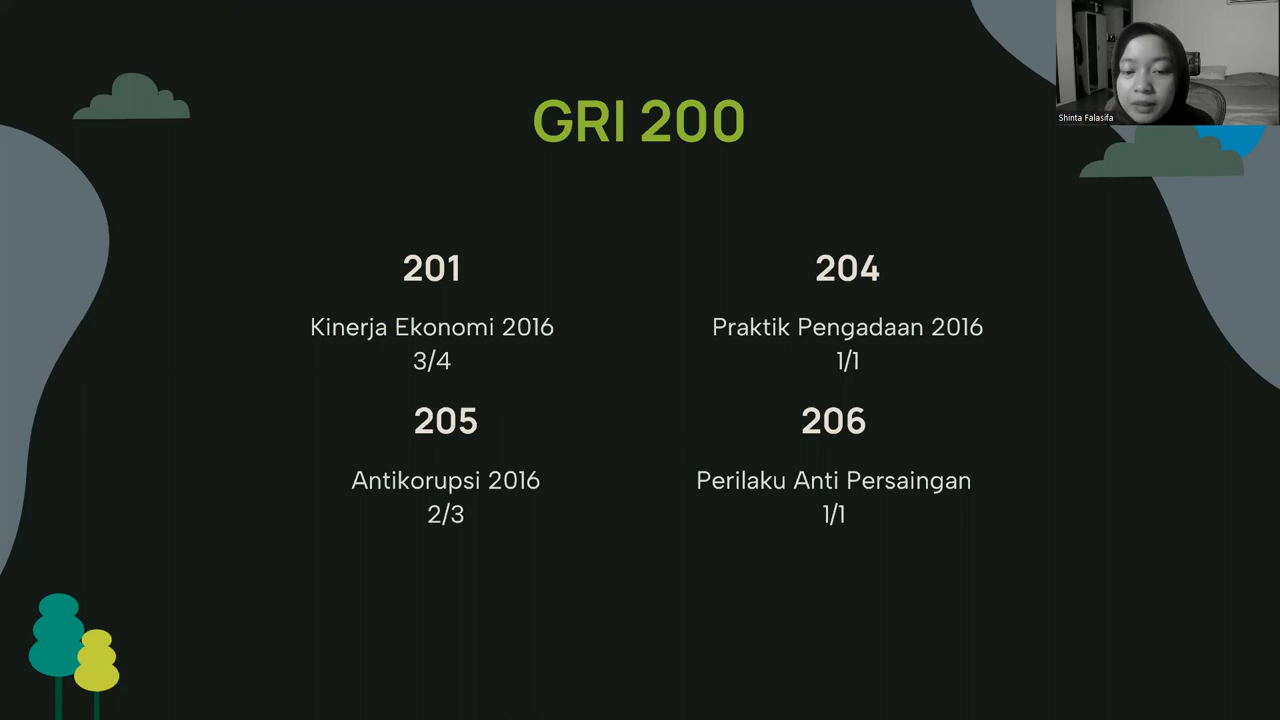 GRI 200
Shinta Falasifa
201
Kinerja Ekonomi 2016
3/4
204
Praktik Pengadaan 2016
1/1
205
Antikorupsi 2016
2/3
206
Perilaku Anti Persaingan
1/1